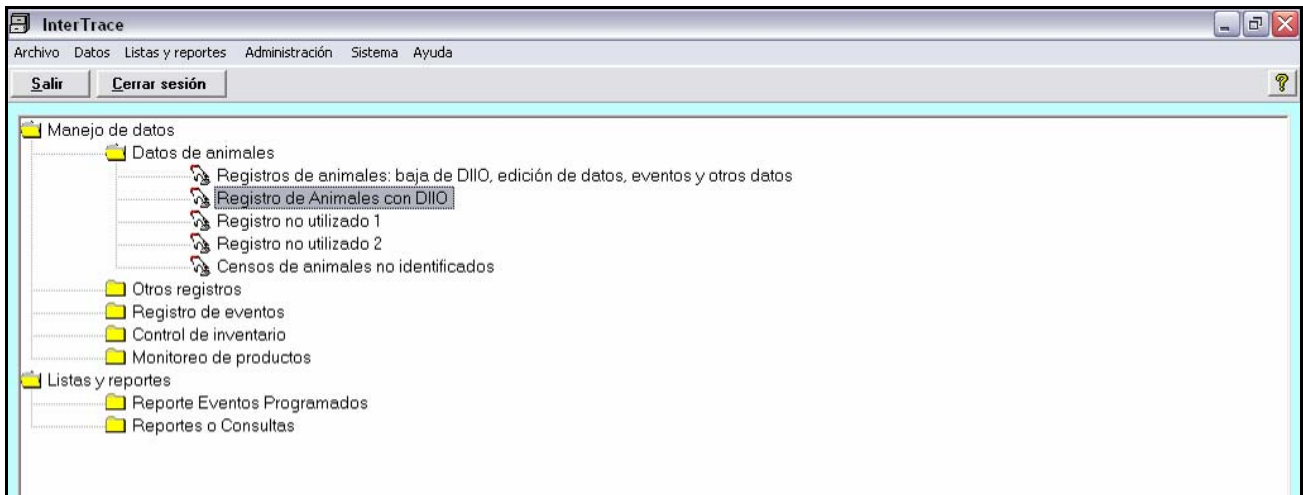 InterTrace
Archivo Datos Listas y reportes Administración Sistema Ayuda
Salir Cerrar sesión ?
Manejo de datos
Datos de animales
Registros de animales: baja de DIIO, edición de datos, eventos y otros datos
Registro de Animales con DIIO
Registro no utilizado 1
Registro no utilizado 2
Censos de animales no identificados
Otros registros
Registro de eventos
Control de inventario
Monitoreo de productos
Listas y reportes
Reporte Eventos Programados
Reportes o Consultas